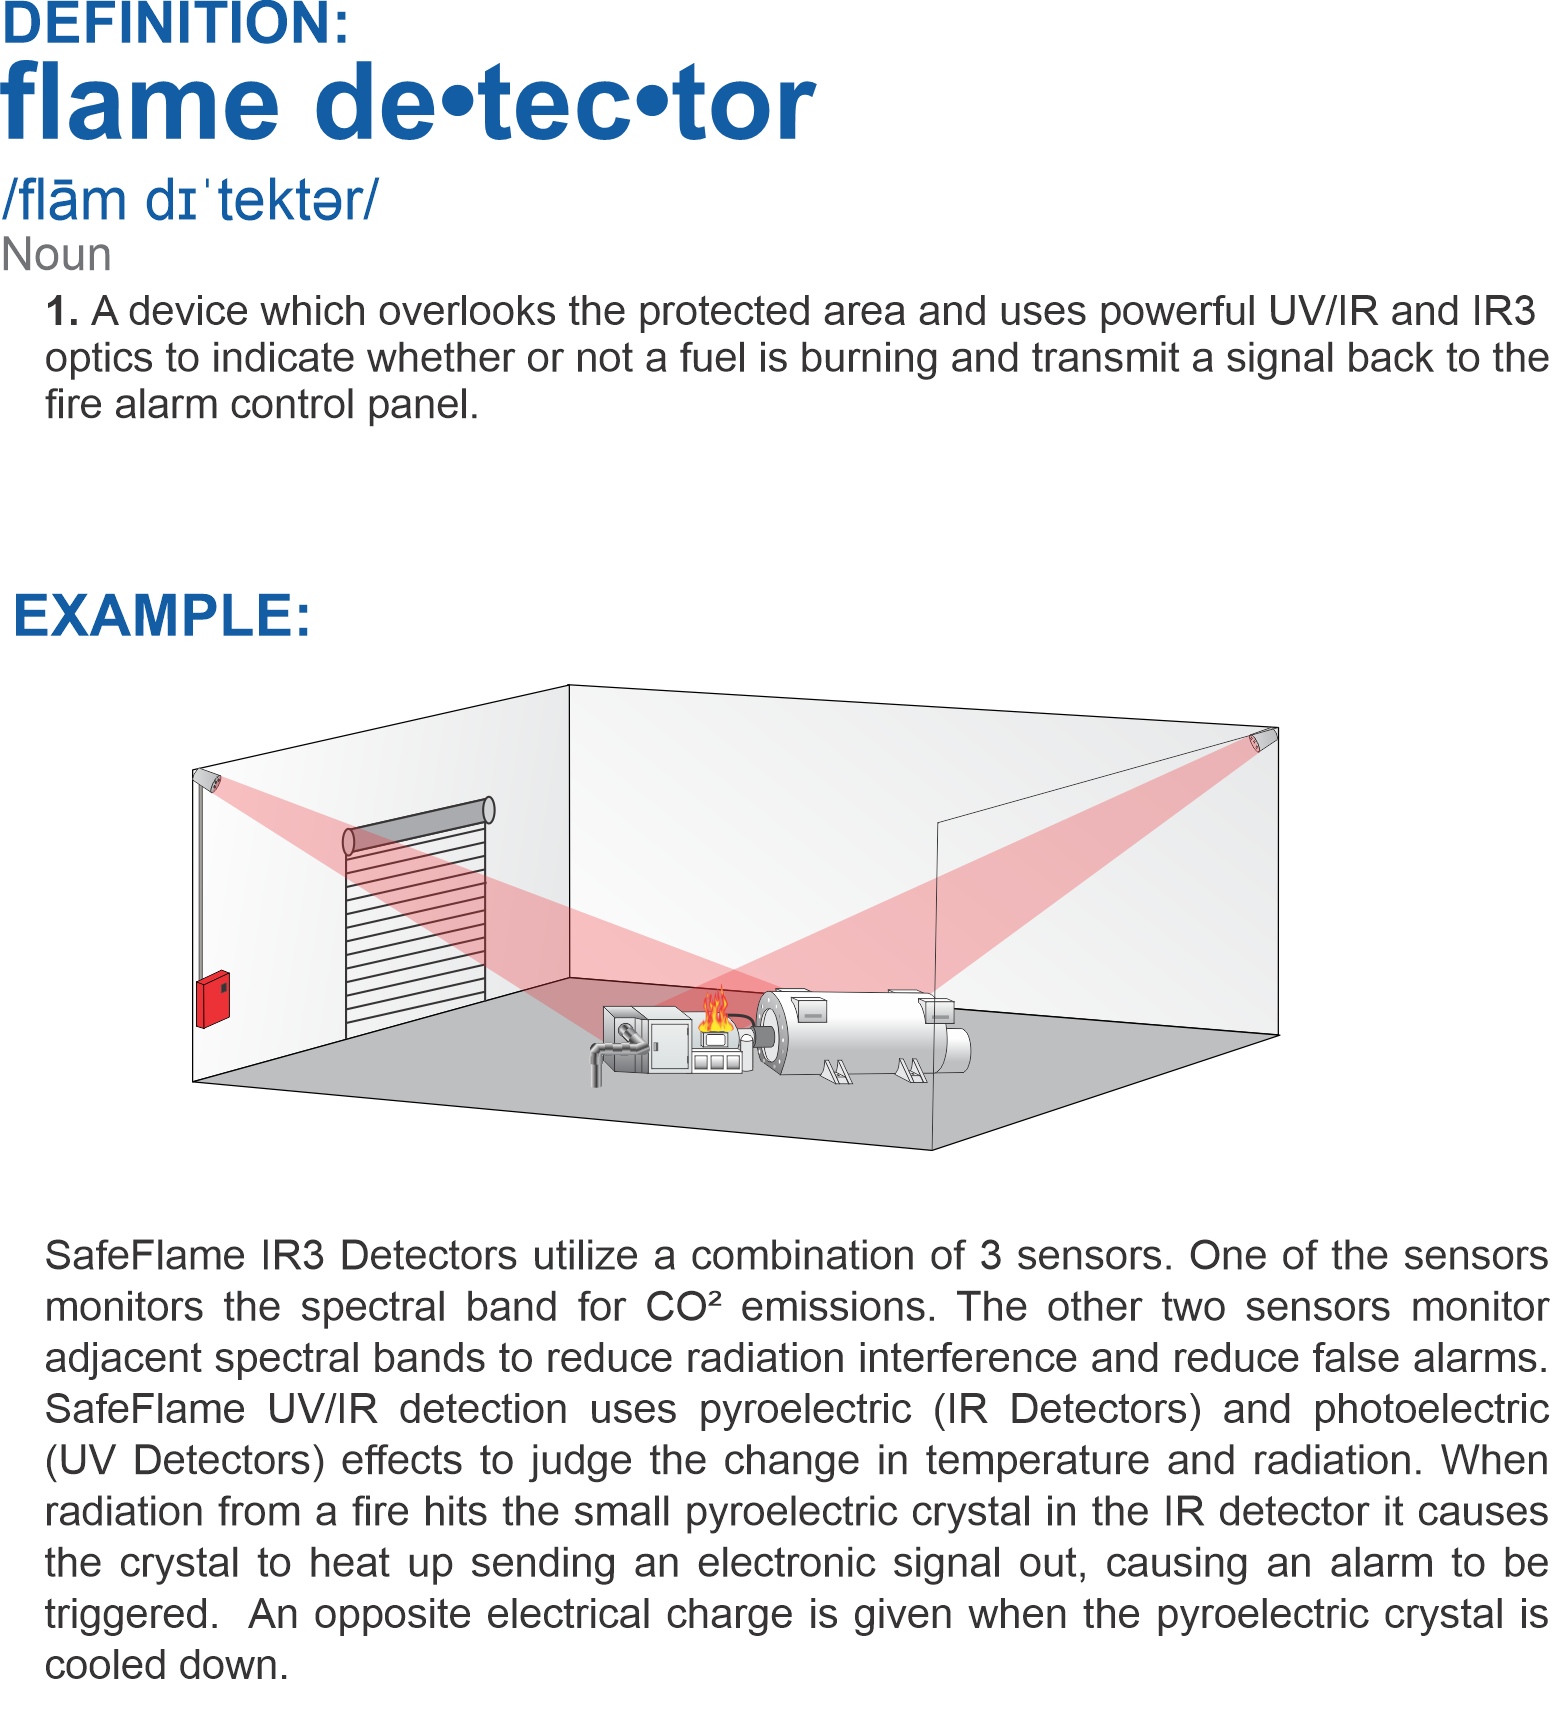 DEFINITION:
flame de•tec•tor
/flām dɪˈtektər/
Noun
1. A device which overlooks the protected area and uses powerful UV/IR and IR3
optics to indicate whether or not a fuel is burning and transmit a signal back to the
fire alarm control panel.
EXAMPLE:
SafeFlame IR3 Detectors utilize a combination of 3 sensors. One of the sensors
monitors the spectral band for CO² emissions. The other two sensors monitor
adjacent spectral bands to reduce radiation interference and reduce false alarms.
SafeFlame UV/IR detection uses pyroelectric (IR Detectors) and photoelectric
(UV Detectors) effects to judge the change in temperature and radiation. When
radiation from a fire hits the small pyroelectric crystal in the IR detector it causes
the crystal to heat up sending an electronic signal out, causing an alarm to be
triggered.  An opposite electrical charge is given when the pyroelectric crystal is
cooled down.